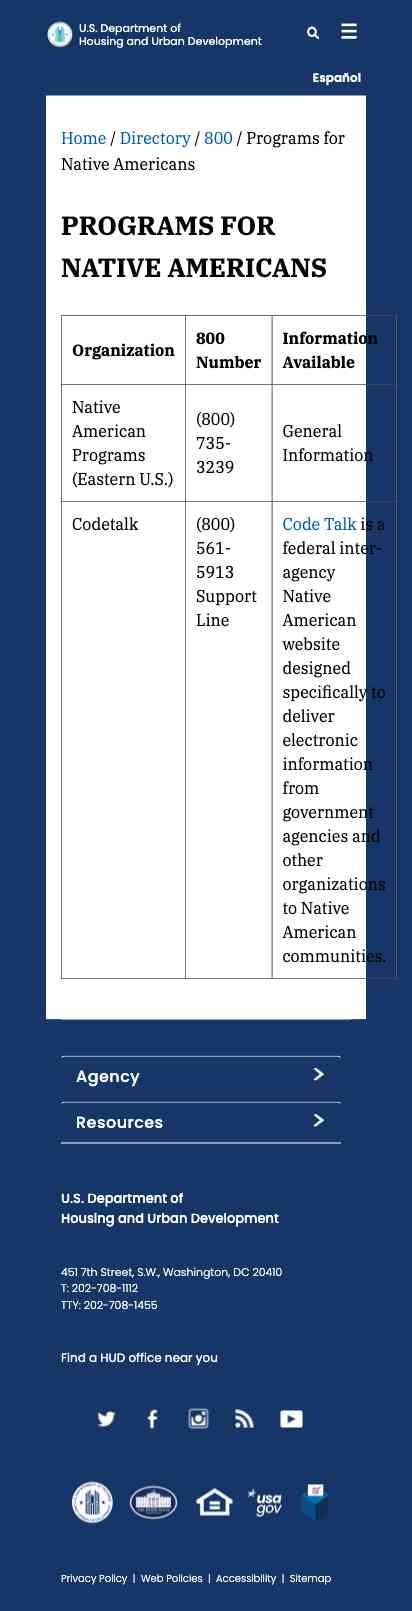 U.S. Department of
Housing and Urban Development
Español
Home / Directory / 800 / Programs for
Native Americans
PROGRAMS FOR
NATIVE AMERICANS
Organization
800
Number
Information
Available
Native
American
Programs
(Eastern U.S.)
(800)
735-
3239
General
Information
Codetalk
(800)
561-
5913
Support
Line
Code Talk is a
federal inter-
agency
Native
American
website
designed
specifically to
deliver
electronic
information
from
government
agencies and
other
organizations
to Native
American
communities.
Agency
Resources
U.S. Department of
Housing and Urban Development
451 7th Street, S.W., Washington, DC 20410
T: 202-708-1112
TTY: 202-708-1455
Find a HUD office near you
usa
gov
Privacy Policy | Web Policies | Accessibility | Sitemap